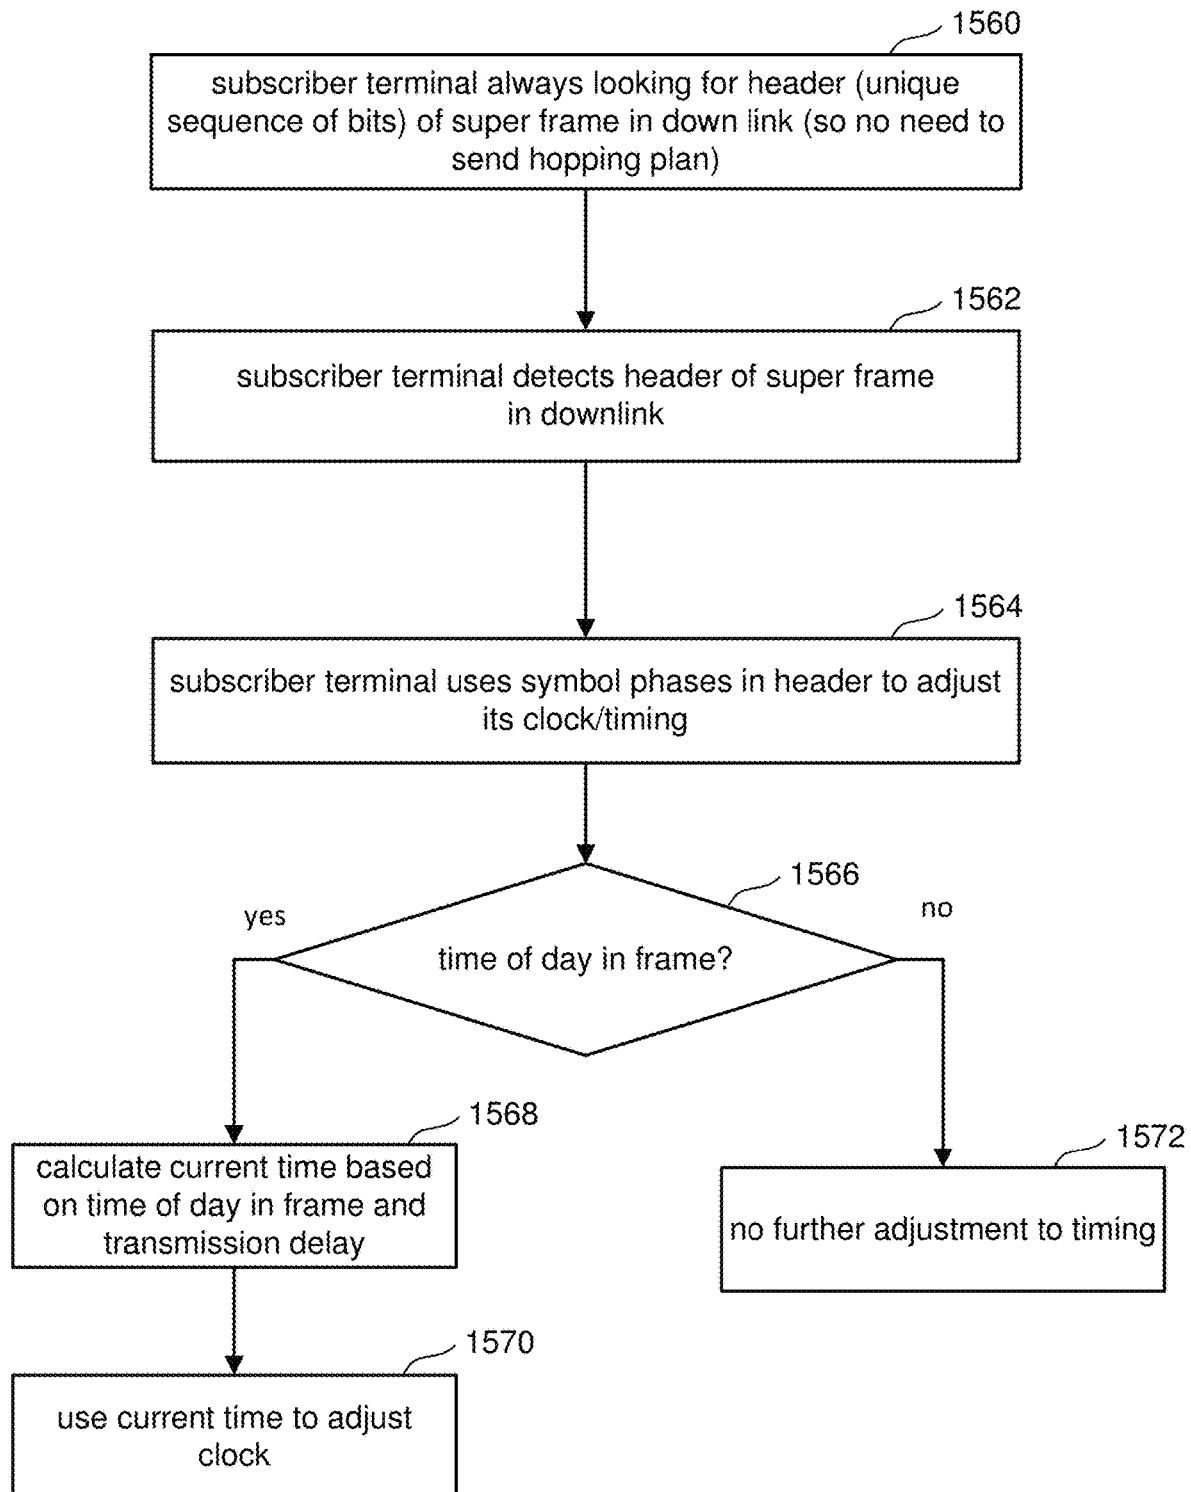 1560
subscriber terminal always looking for header (unique
sequence of bits) of super frame in down link (so no need to
send hopping plan)
1562
subscriber terminal detects header of super frame
in downlink
1564
subscriber terminal uses symbol phases in header to adjust
its clock/timing
1566
yes
no
time of day in frame?
1568
calculate current time based
on time of day in frame and
transmission delay
1572
no further adjustment to timing
1570
use current time to adjust
clock